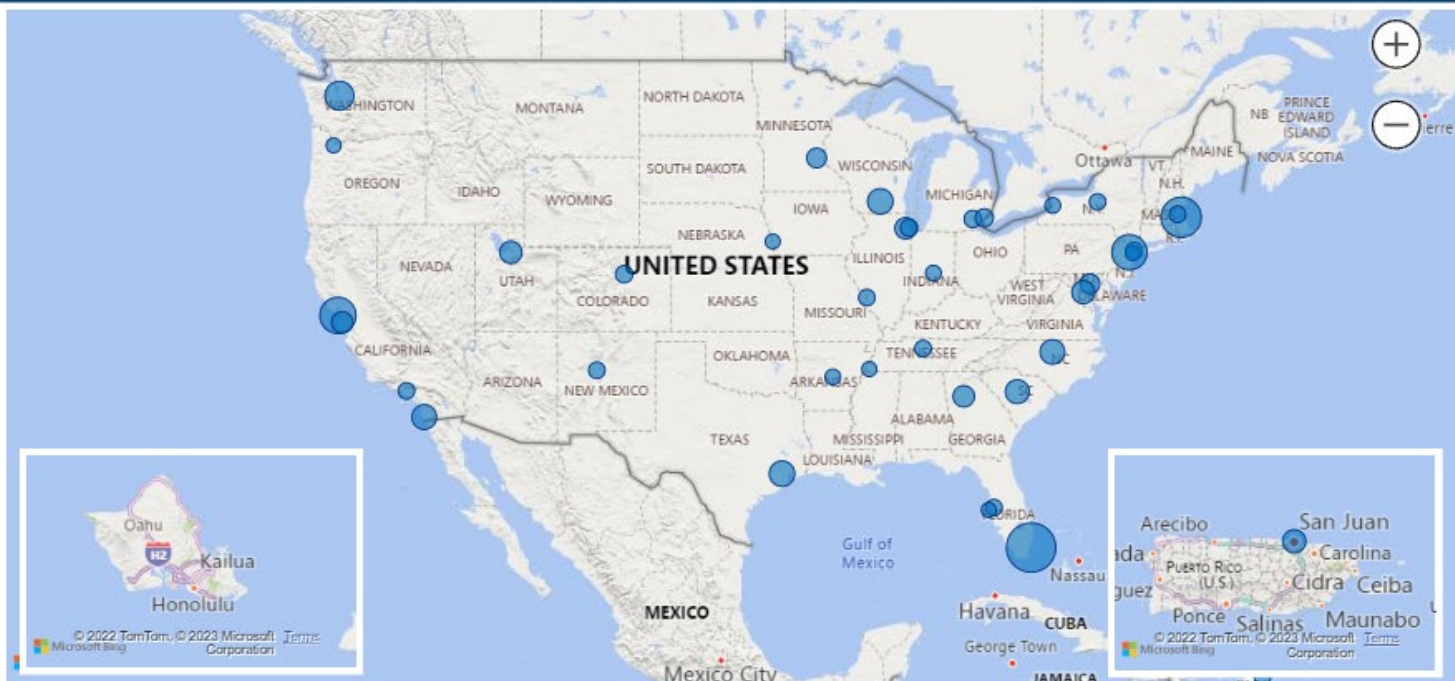 +
−
NB
PRINCE
EDWARD
ISLAND
erre
WASHINGTON
MONTANA
NORTH DAKOTA
MINNESOTA
Ottawa
VT
MAINE
NOVA SCOTIA
OREGON
IDAHO
SOUTH DAKOTA
WISCONSIN
MICHIGAN
N.H.
WYOMING
IOWA
N.Y.
MASS
R.I.
NEBRASKA
NEVADA
UTAH
UNITED STATES
ILLINOIS
INDIANA
OHIO
PA
N.J.
COLORADO
KANSAS
MISSOURI
WEST
VIRGINIA
DELAWARE
KENTUCKY
VIRGINIA
CALIFORNIA
OKLAHOMA
TENNESSEE
NC
ARIZONA
NEW MEXICO
ARKANSAS
SC
ALABAMA
TEXAS
MISSISSIPPI
GEORGIA
LOUISIANA
FLORIDA
Gulf of
Mexico
Nassau
MEXICO
Havana
CUBA
George Town
Mexico City
JAMAICA
Oahu
H2
Kailua
Honolulu
© 2022 TomTom, © 2023 Microsoft Terms
Corporation
Microsoft Bing
Arecibo
San Juan
ada
PUERTO RICO
(U.S.)
Carolina
guez
Cidra
Ceiba
Ponce
Salinas
Maunabo
© 2022 TomTom, © 2023 Microsoft Terms
Corporation
Microsoft Bing